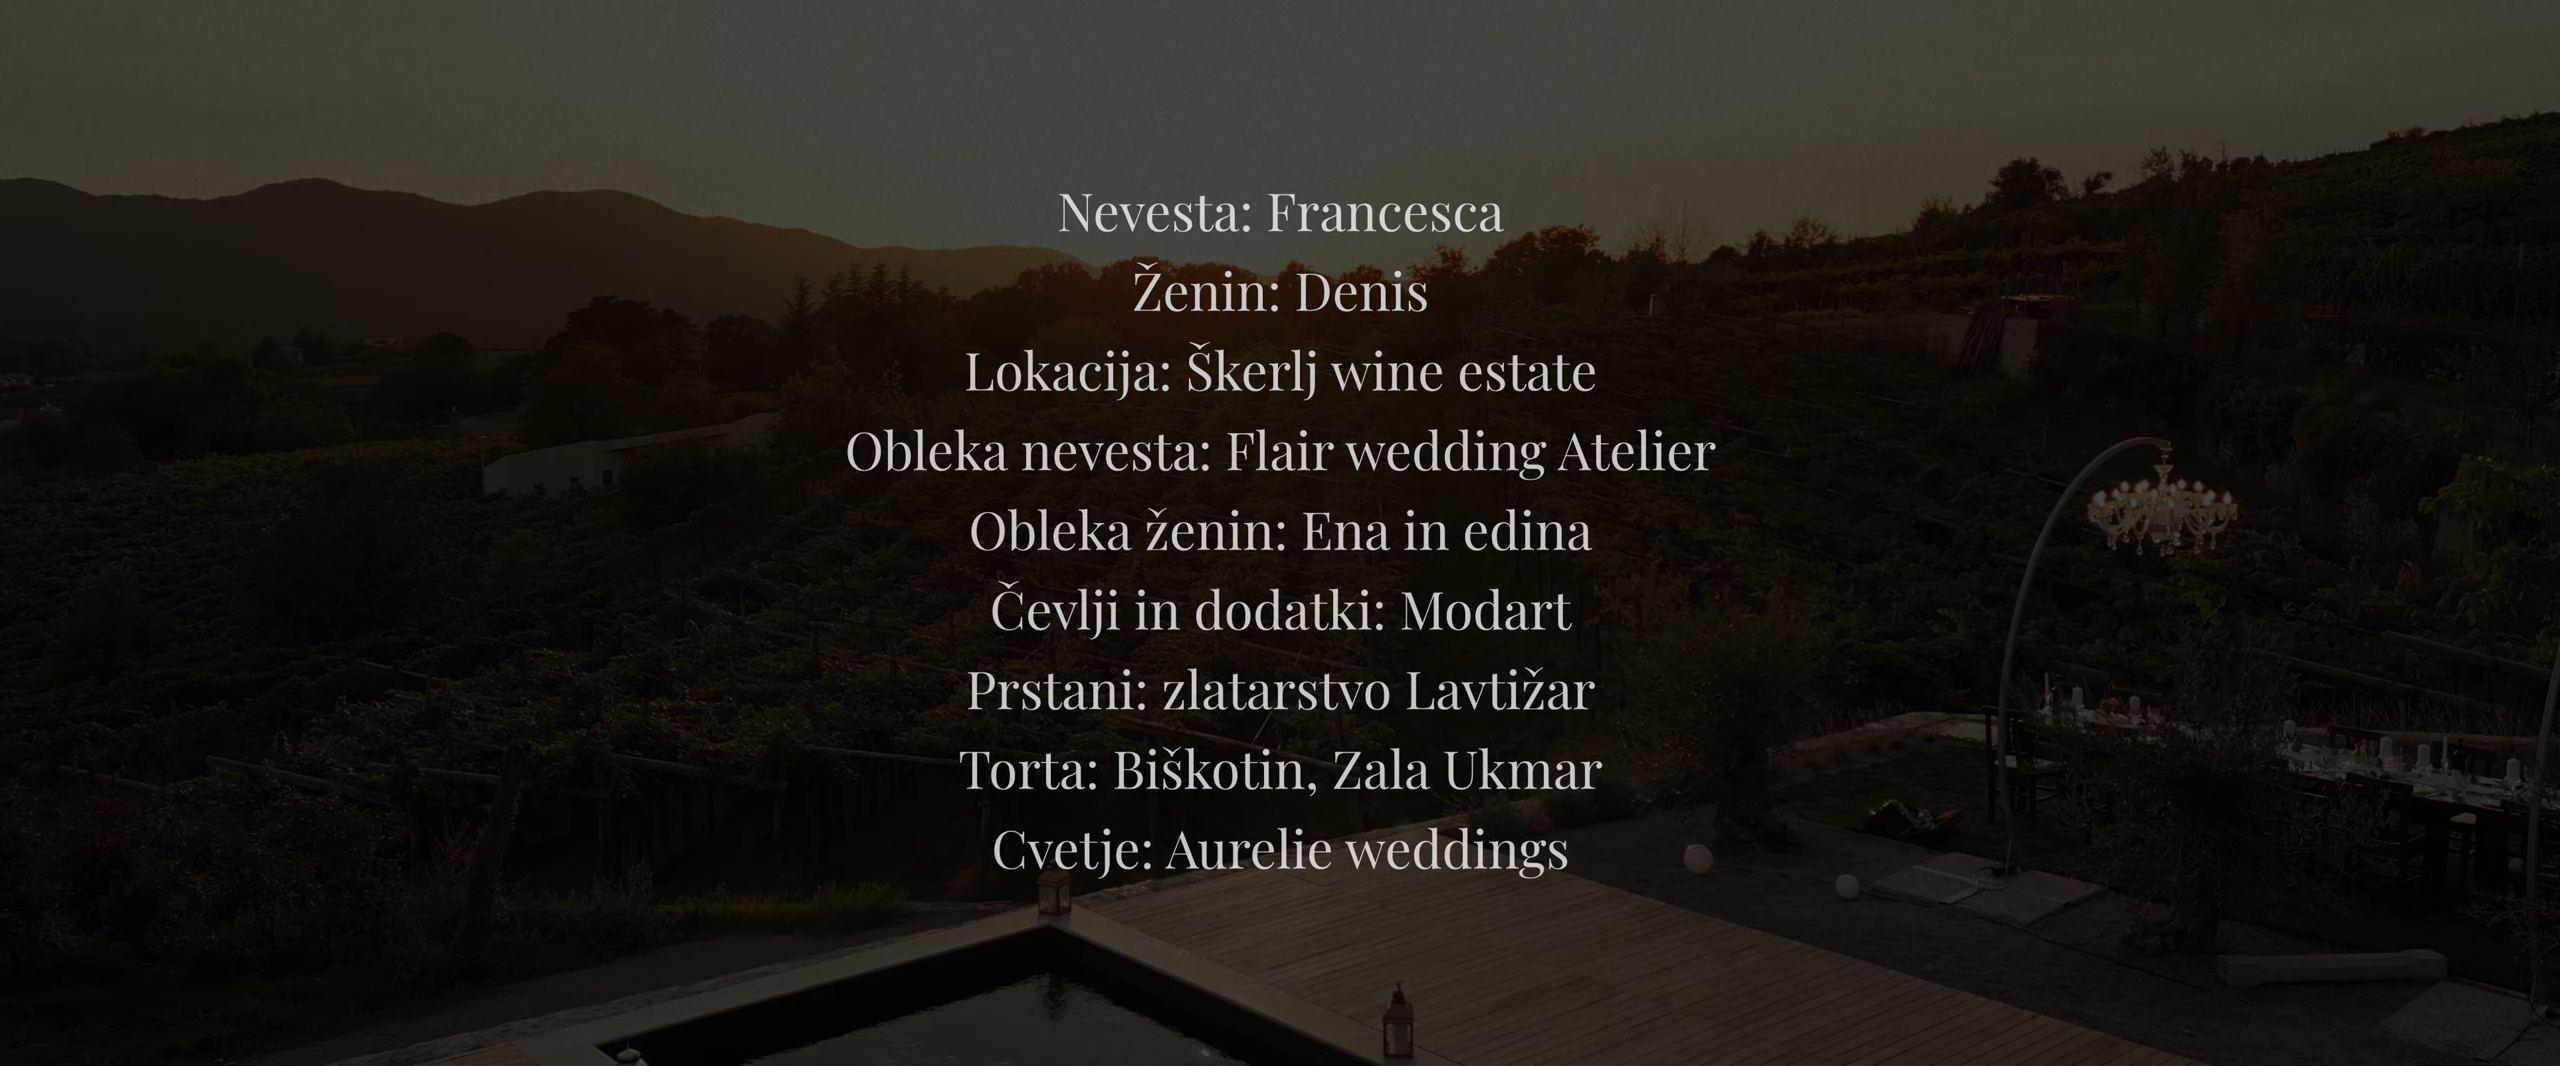 Nevesta: Francesca
Ženin: Denis
Lokacija: Škerlj wine estate
Obleka nevesta: Flair wedding Atelier
Obleka ženin: Ena in edina
Čevlji in dodatki: Modart
Prstani: zlatarstvo Lavtižar
Torta: Biškotin, Zala Ukmar
Cvetje: Aurelie weddings